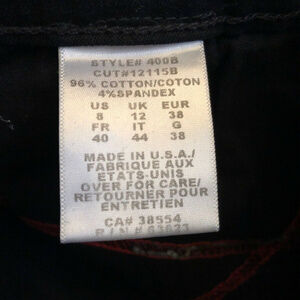 STYLE# 400B
CUT#12115B
96% COTTON/COTON
4%SPANDEX
US UK EUR
8 12 38
FR IT G
40 44 38
MADE IN U.S.A./
FABRIQUE AUX
ETATS-UNIS
OVER FOR CARE/
RETOURNER POUR
ENTRETIEN
CA# 38554
R.I.N.#